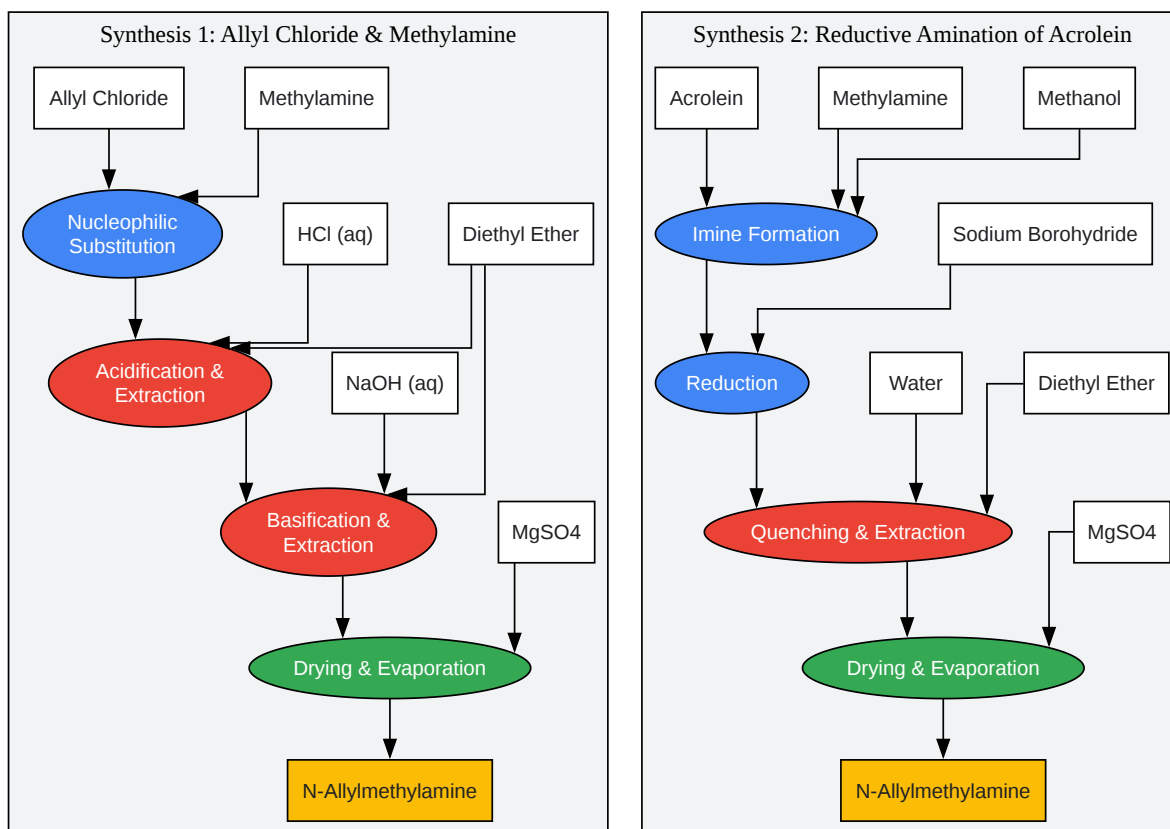 Synthesis 1: Allyl Chloride & Methylamine
Allyl Chloride
Methylamine
Nucleophilic
Substitution
HCl (aq)
Diethyl Ether
Acidification &
Extraction
NaOH (aq)
Basification &
Extraction
MgSO4
Drying & Evaporation
N-Allylmethylamine
Synthesis 2: Reductive Amination of Acrolein
Acrolein
Methylamine
Methanol
Imine Formation
Sodium Borohydride
Reduction
Water
Diethyl Ether
Quenching & Extraction
MgSO4
Drying & Evaporation
N-Allylmethylamine